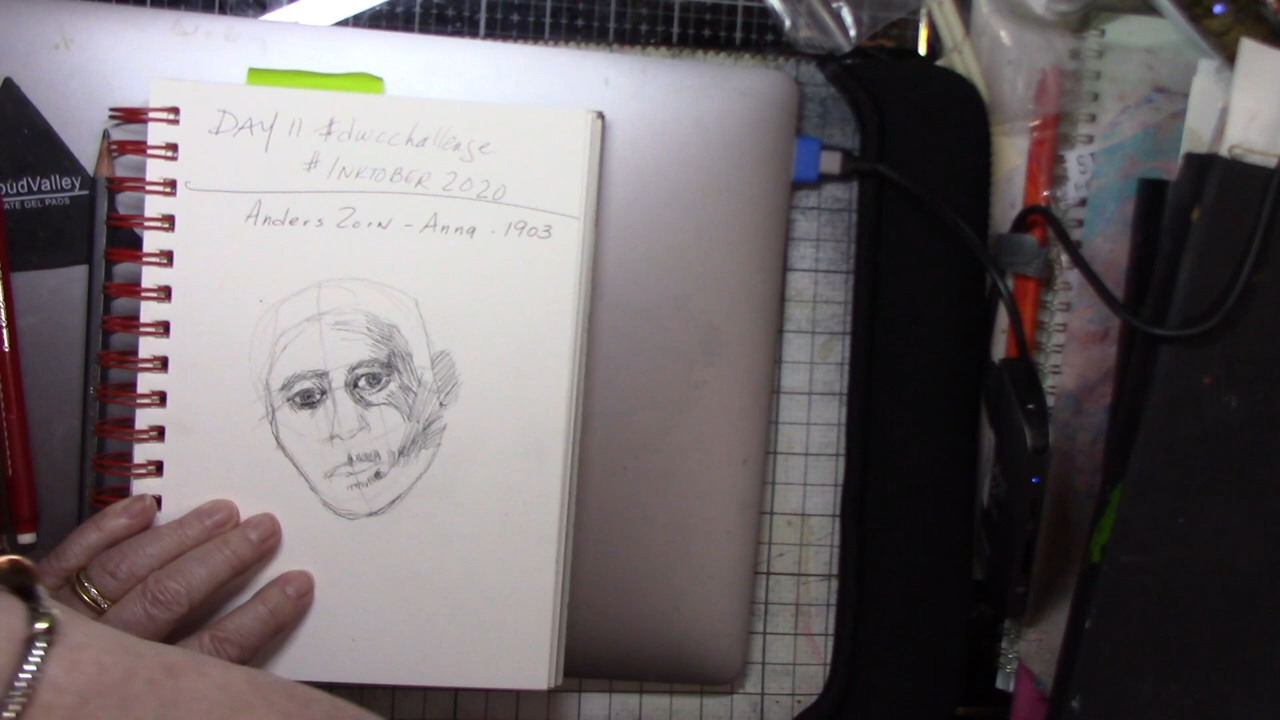 DAY 11 #dwcchallenge
#INKTOBER 2020
Anders Zorn - Anna - 1903
oudValley
ATE GEL PADS